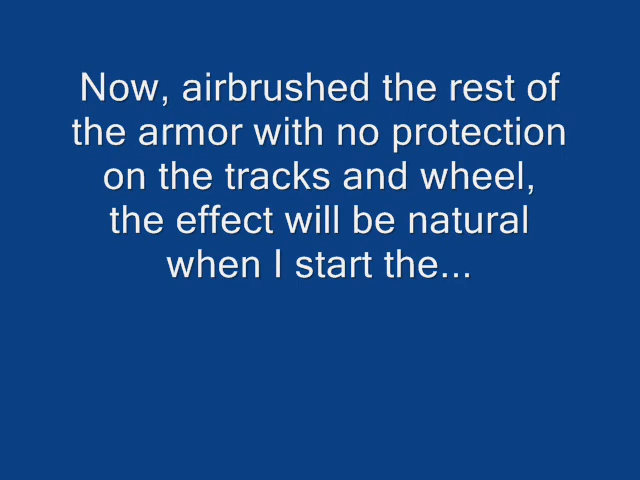 Now, airbrushed the rest of
the armor with no protection
on the tracks and wheel,
the effect will be natural
when I start the...